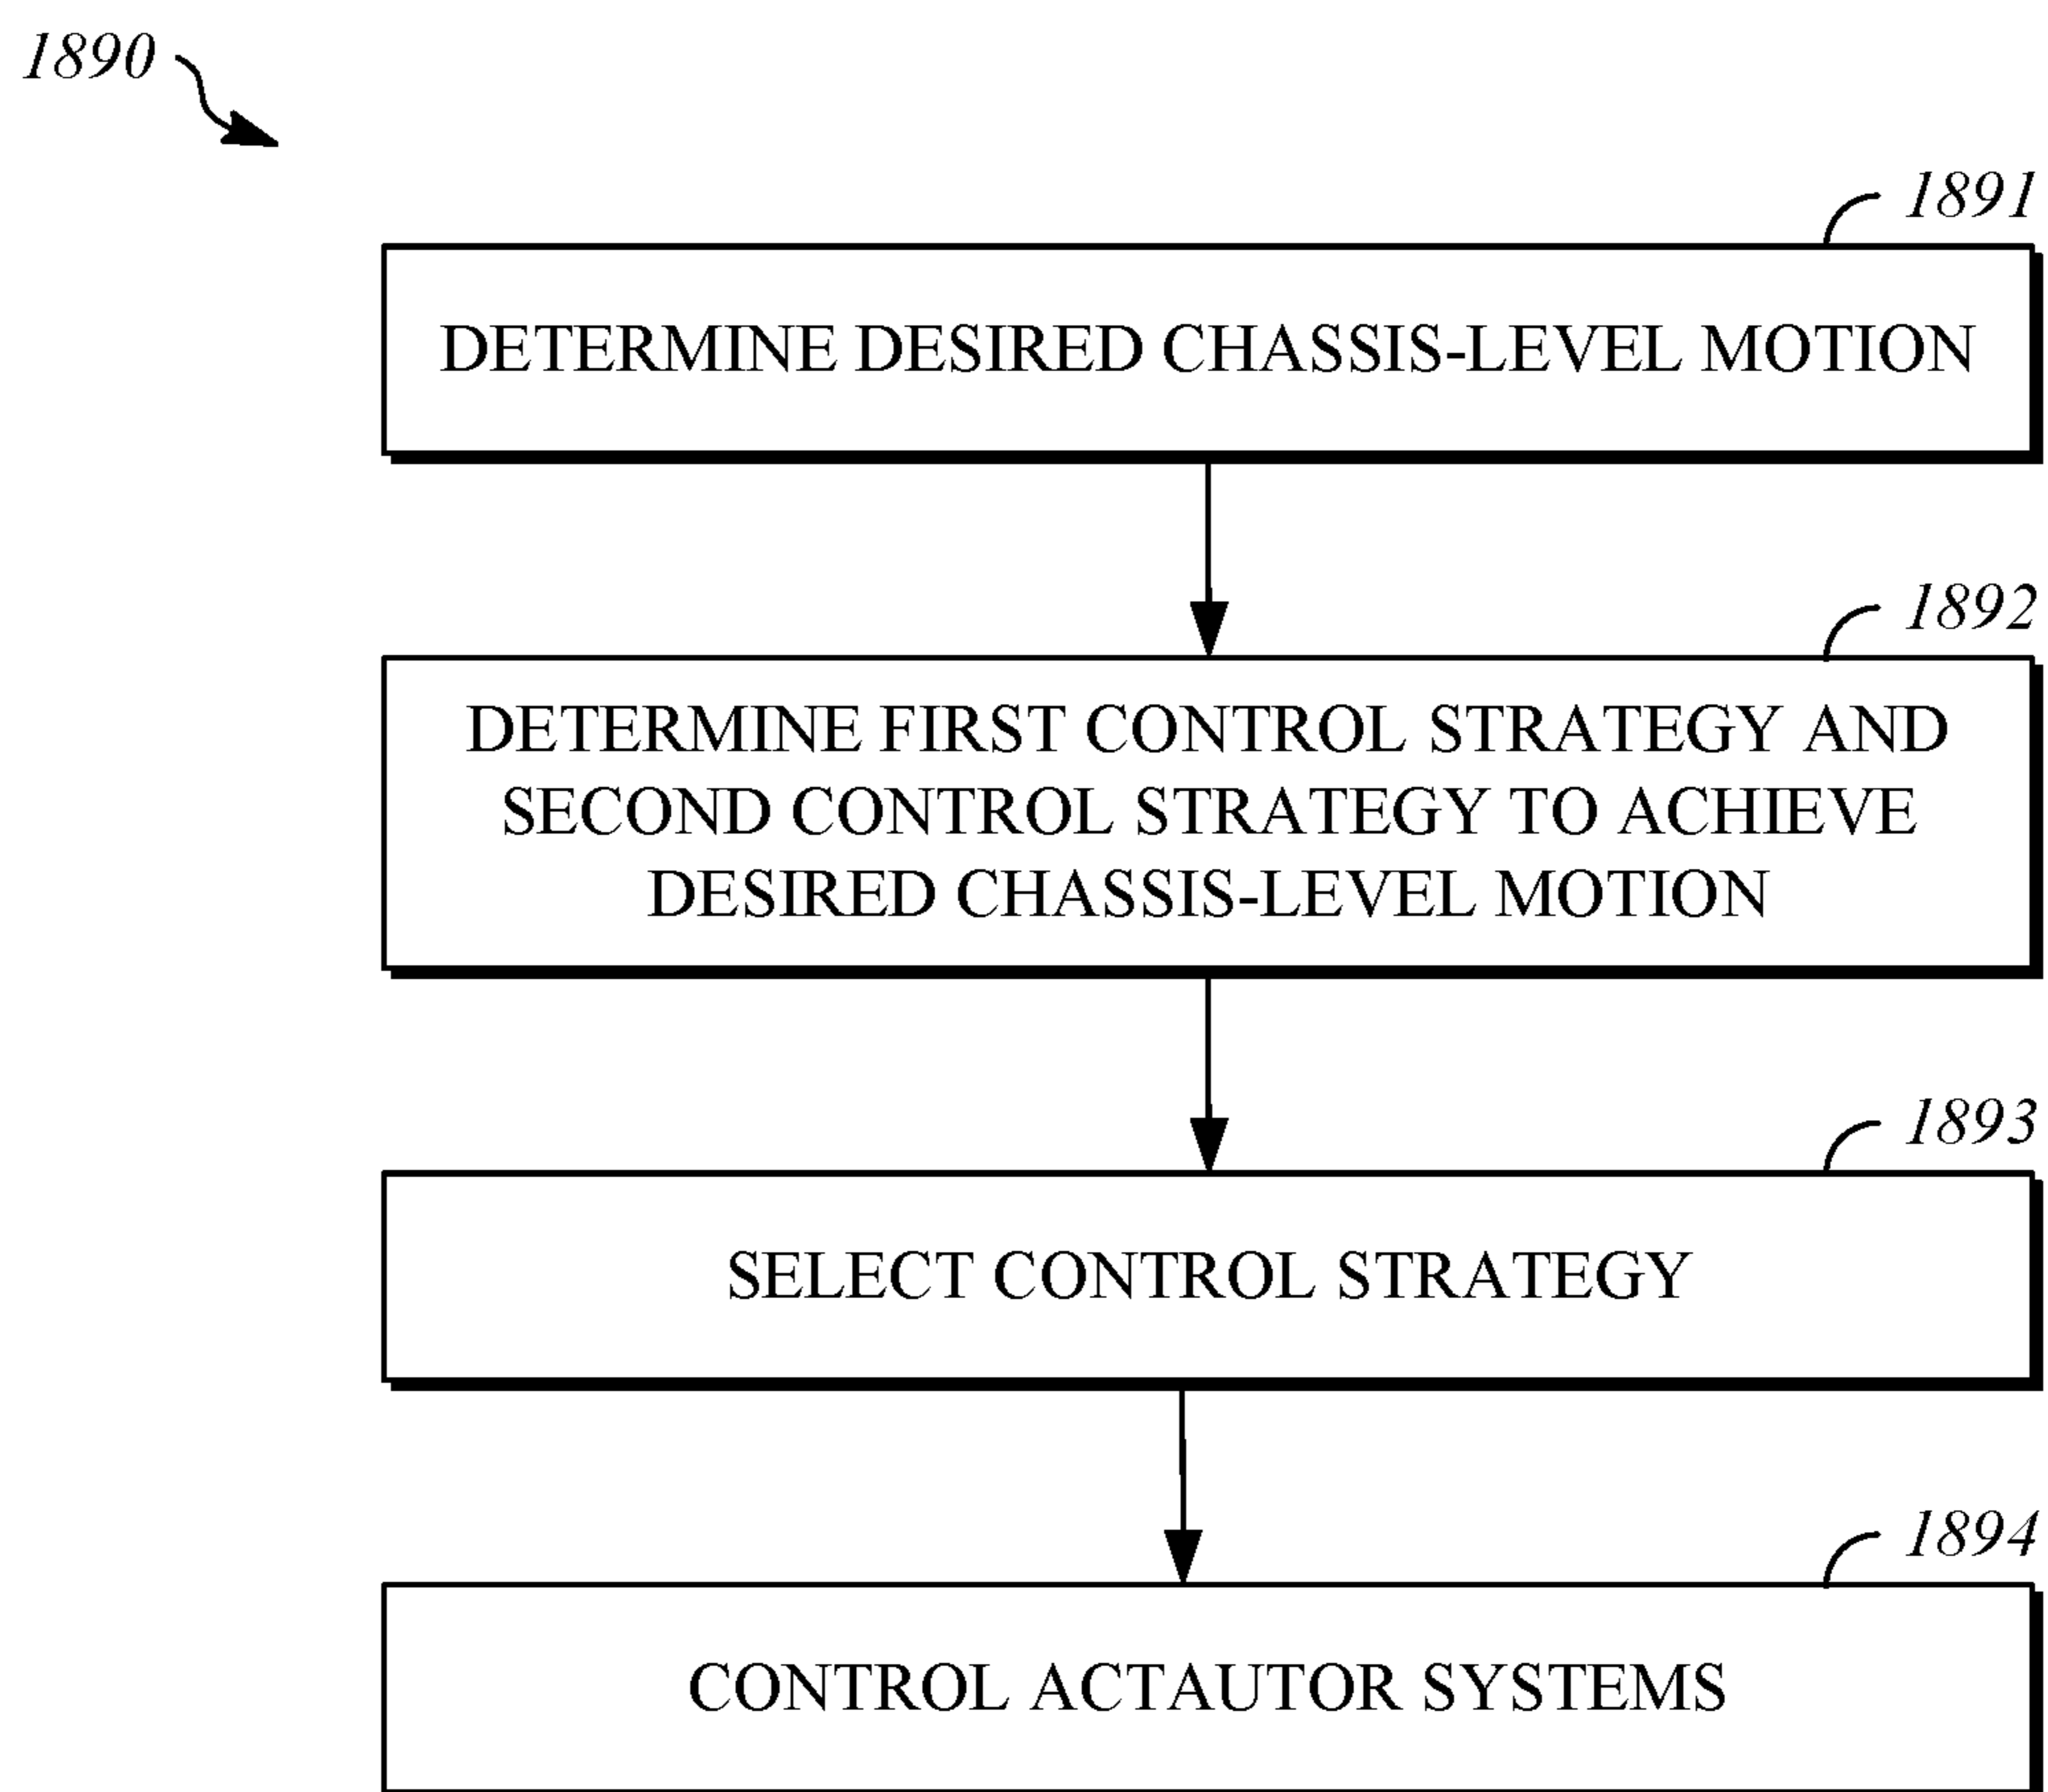 1890
1891
DETERMINE DESIRED CHASSIS-LEVEL MOTION
1892
DETERMINE FIRST CONTROL STRATEGY AND
SECOND CONTROL STRATEGY TO ACHIEVE
DESIRED CHASSIS-LEVEL MOTION
1893
SELECT CONTROL STRATEGY
1894
CONTROL ACTAUTOR SYSTEMS